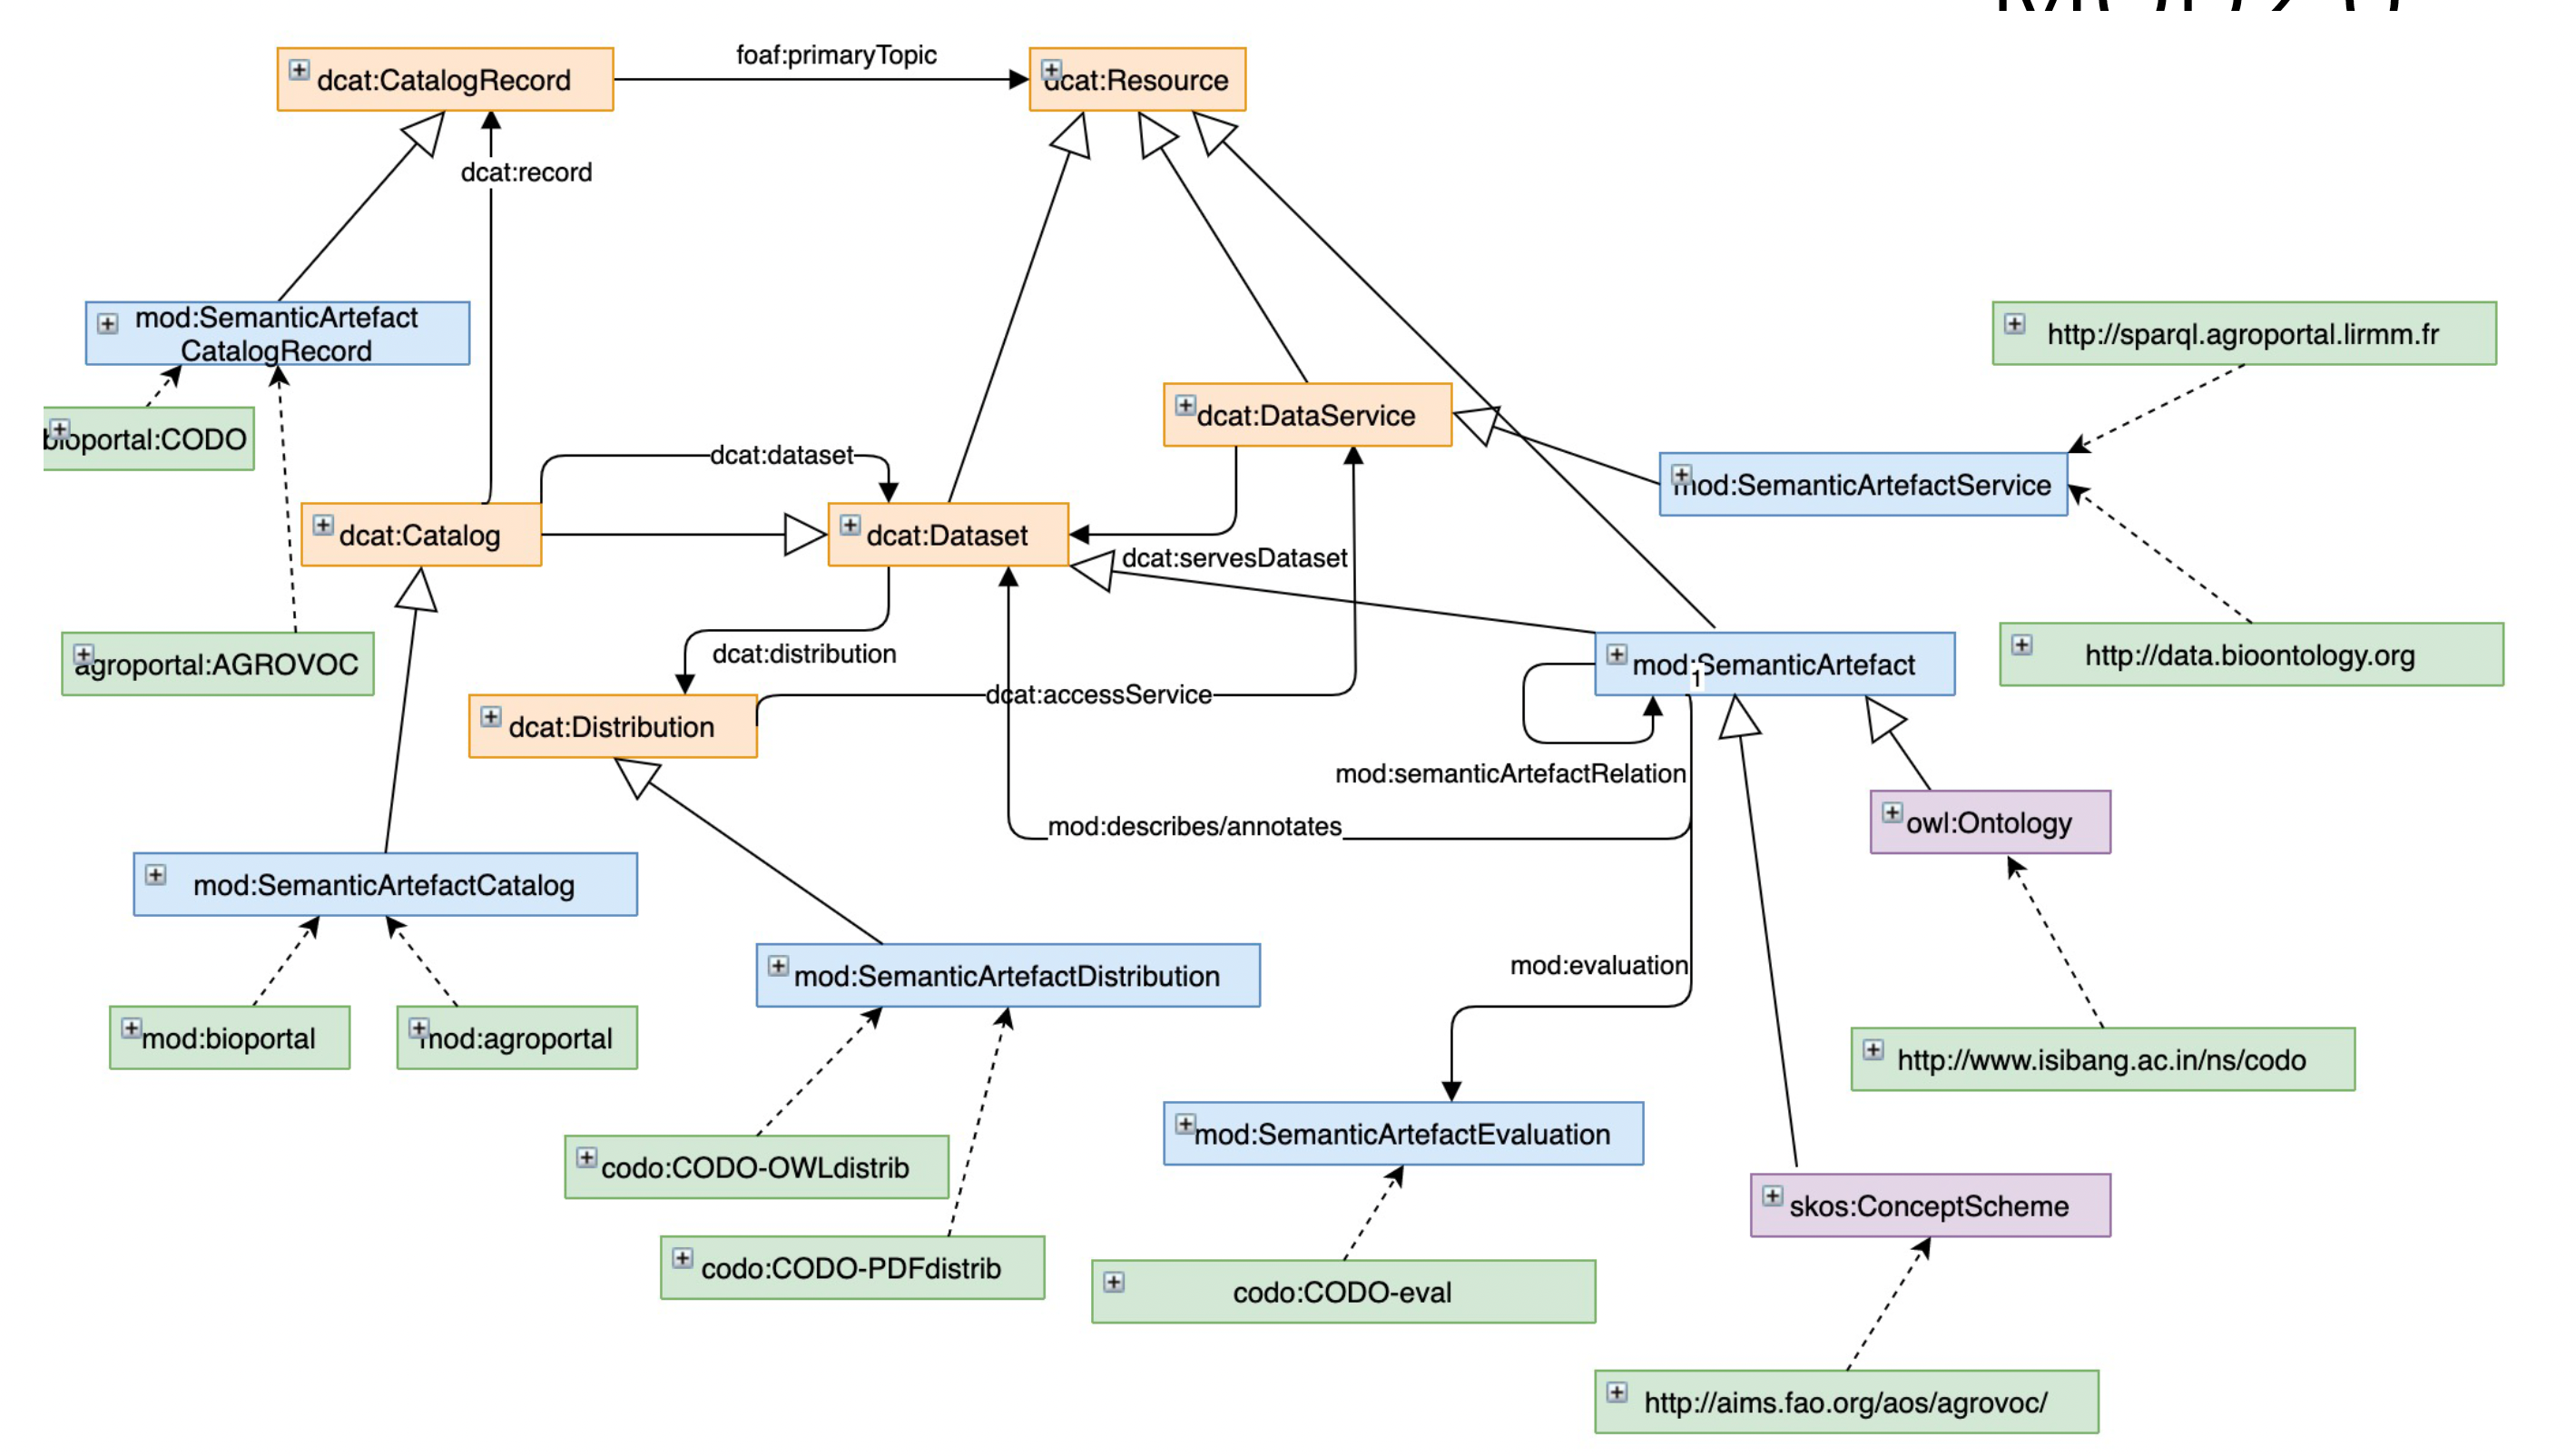 foaf:primaryTopic
dcat:CatalogRecord
dcat:Resource
dcat:record
mod:SemanticArtefact
CatalogRecord
http://sparql.agroportal.lirmm.fr
dcat:DataService
bioportal:CODO
dcat:dataset
mod:SemanticArtefactService
dcat:Catalog
dcat:Dataset
dcat:servesDataset
dcat:distribution
agroportal:AGROVOC
mod:SemanticArtefact
1
http://data.bioontology.org
dcat:accessService
dcat:Distribution
mod:semanticArtefactRelation
mod:describes/annotates
owl:Ontology
mod:SemanticArtefactCatalog
mod:evaluation
mod:SemanticArtefactDistribution
mod:bioportal
mod:agroportal
http://www.isibang.ac.in/ns/codo
mod:SemanticArtefactEvaluation
codo:CODO-OWLdistrib
skos:ConceptScheme
codo:CODO-PDFdistrib
codo:CODO-eval
http://aims.fao.org/aos/agrovoc/